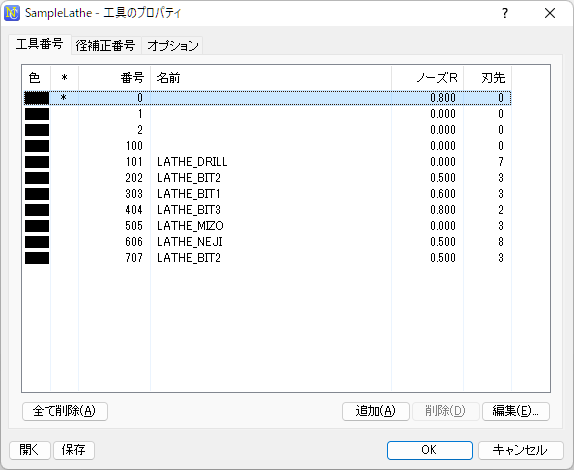 SampleLathe - 工具のプロパティ
工具番号 径補正番号 オプション
色 * 番号 名前 ノーズR 刃先
* 0 0.800 0
1 0.000 0
2 0.000 0
100 0.000 0
101 LATHE_DRILL 0.000 7
202 LATHE_BIT2 0.500 3
303 LATHE_BIT1 0.600 3
404 LATHE_BIT3 0.800 2
505 LATHE_MIZO 0.000 3
606 LATHE_NEJI 0.500 8
707 LATHE_BIT2 0.500 3
全て削除(A) 追加(A) 削除(D) 編集(E)...
開く 保存 OK キャンセル